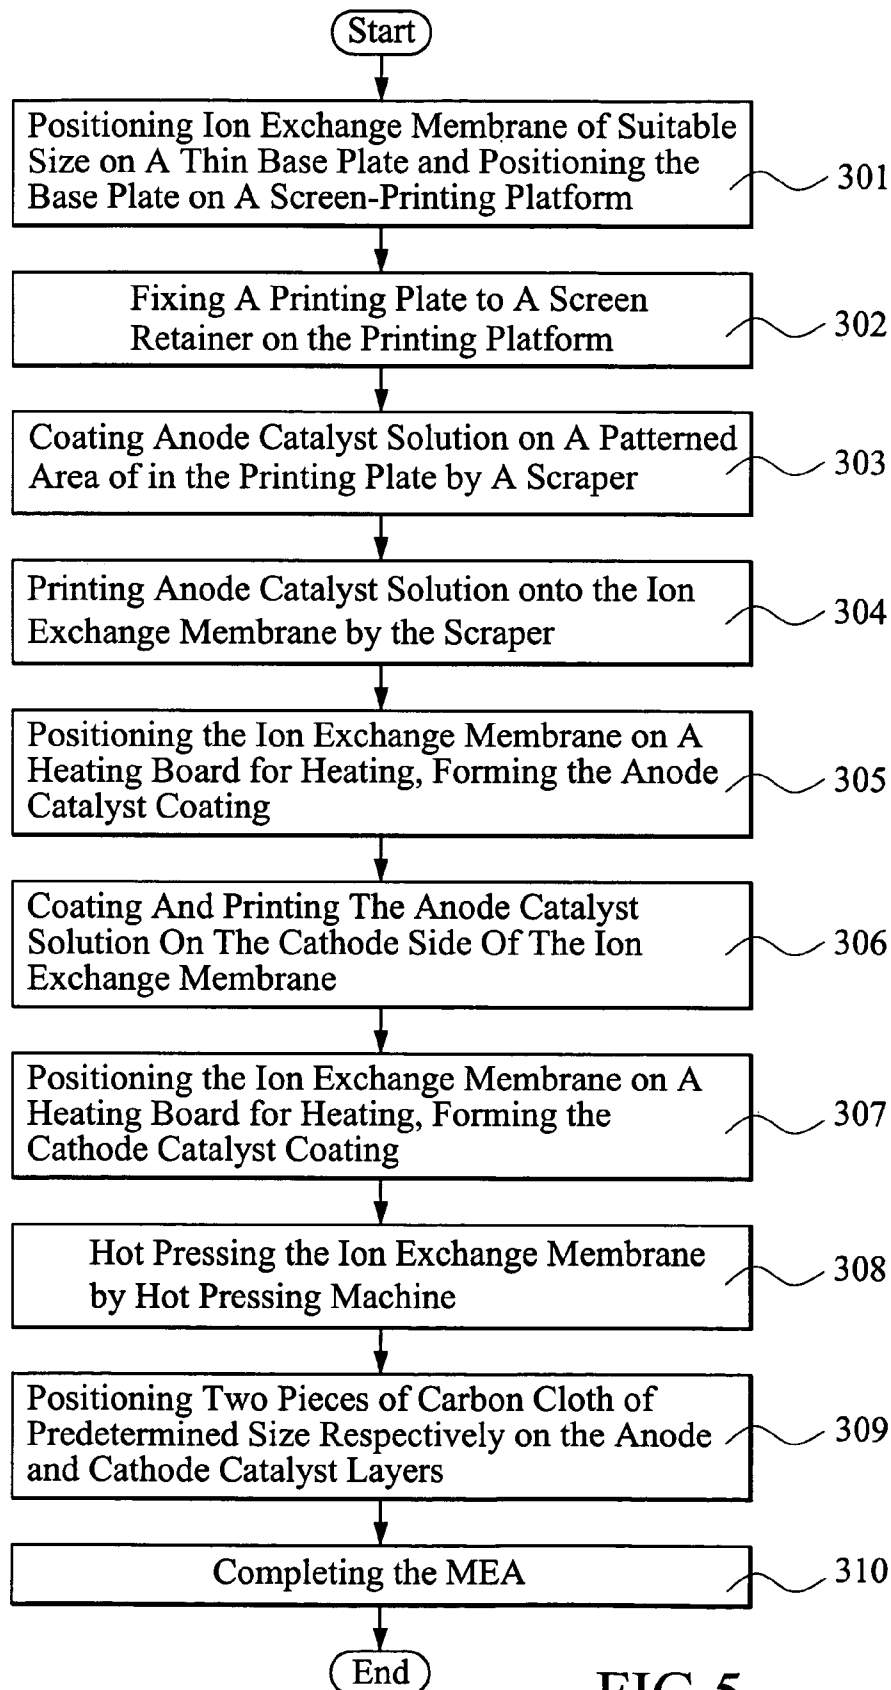 Start
Positioning Ion Exchange Membrane of Suitable
Size on A Thin Base Plate and Positioning the
Base Plate on A Screen-Printing Platform
301
Fixing A Printing Plate to A Screen
Retainer on the Printing Platform
302
Coating Anode Catalyst Solution on A Patterned
Area of in the Printing Plate by A Scraper
303
Printing Anode Catalyst Solution onto the Ion
Exchange Membrane by the Scraper
304
Positioning the Ion Exchange Membrane on A
Heating Board for Heating, Forming the Anode
Catalyst Coating
305
Coating And Printing The Anode Catalyst
Solution On The Cathode Side Of The Ion
Exchange Membrane
306
Positioning the Ion Exchange Membrane on A
Heating Board for Heating, Forming the
Cathode Catalyst Coating
307
Hot Pressing the Ion Exchange Membrane
by Hot Pressing Machine
308
Positioning Two Pieces of Carbon Cloth of
Predetermined Size Respectively on the Anode
and Cathode Catalyst Layers
309
Completing the MEA
310
End
FIG.5